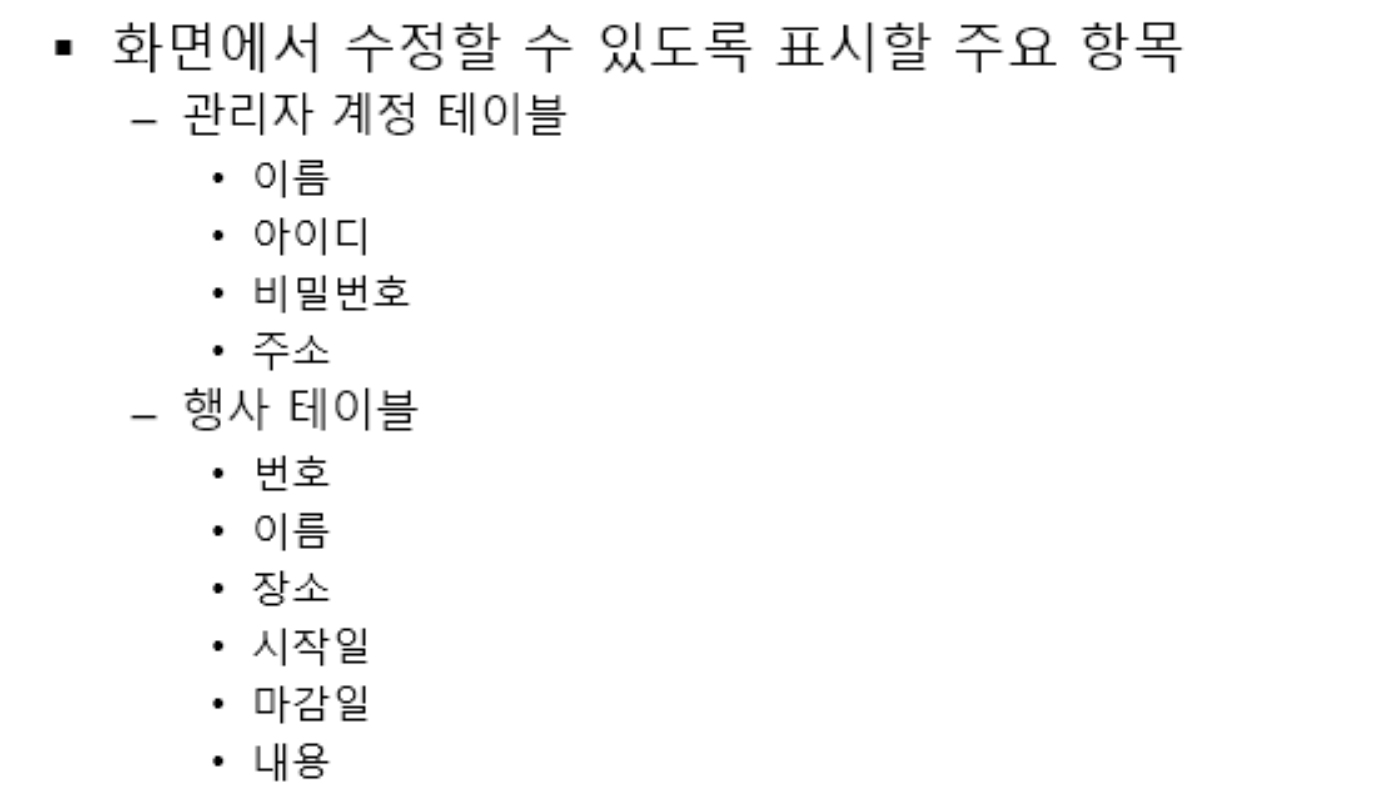 ▪ 화면에서 수정할 수 있도록 표시할 주요 항목
– 관리자 계정 테이블
• 이름
• 아이디
• 비밀번호
• 주소
– 행사 테이블
• 번호
• 이름
• 장소
• 시작일
• 마감일
• 내용